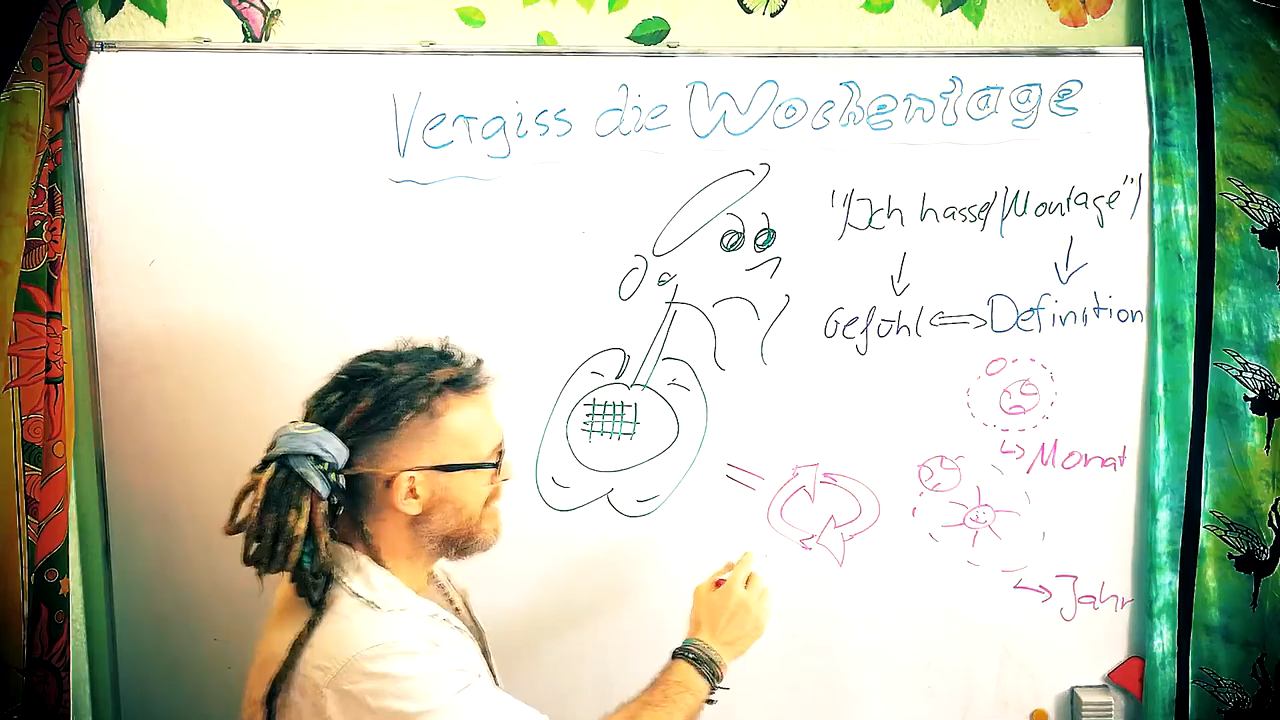 Vergiss die Wochentage
"/Ich hasse/ /Montage"/
Gefühl ⇔ Definition
↳ Monat
=
↳ Jahr